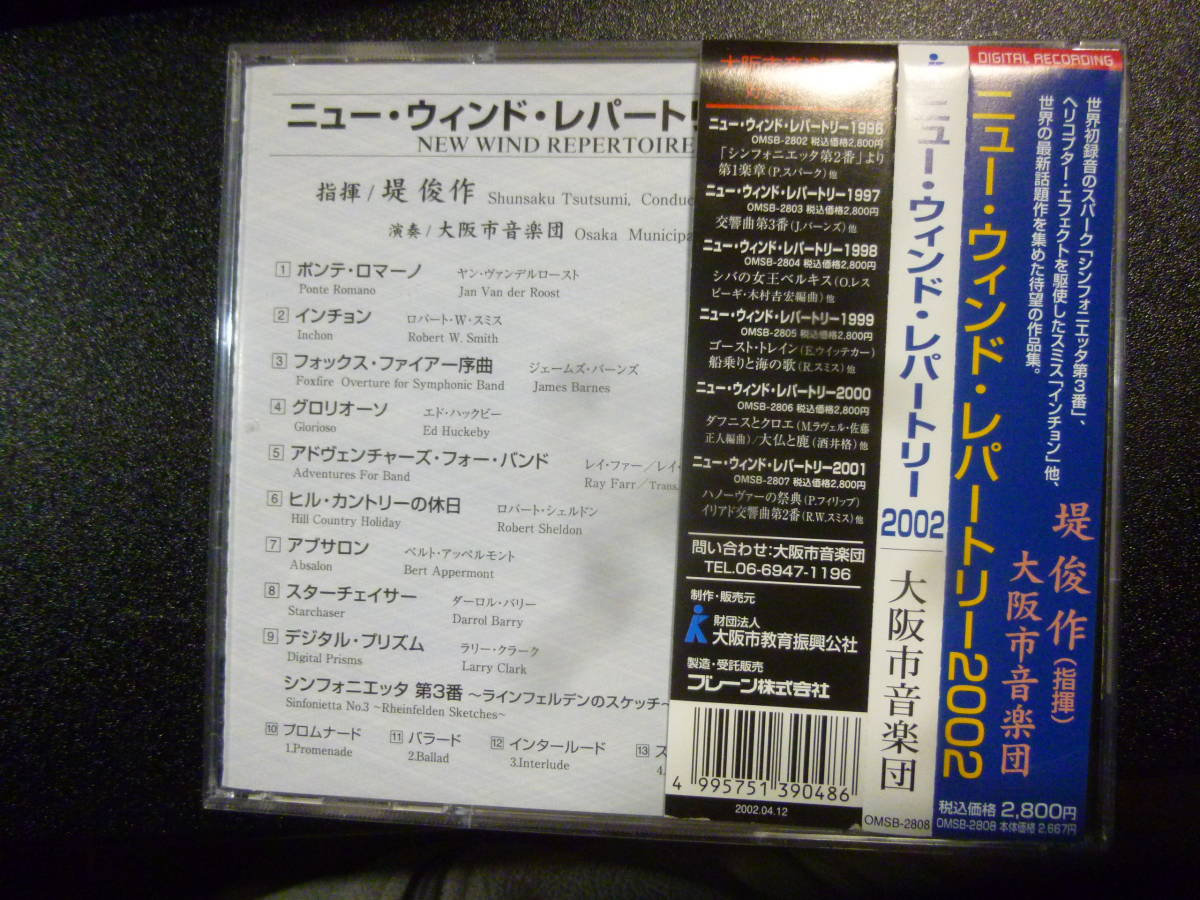 ニュー・ウィンド・レパート
NEW WIND REPERTOIRE
指揮/堤 俊作 Shunsaku Tsutsumi, Conduc
演奏/大阪市音楽団 Osaka Municipa
1 ポンテ・ロマーノ ヤン・ヴァンデルロースト
Ponte Romano Jan Van der Roost
2 インチョン ロバート・W・スミス
Inchon Robert W. Smith
3 フォックス・ファイアー序曲 ジェームズ・バーンズ
Foxfire Overture for Symphonic Band James Barnes
4 グロリオーソ エド・ハックビー
Glorioso Ed Huckeby
5 アドヴェンチャーズ・フォー・バンド レイ・ファー/レイ・
Adventures For Band Ray Farr/Trans.
6 ヒル・カントリーの休日 ロバート・シェルドン
Hill Country Holiday Robert Sheldon
7 アブサロン ベルト・アッペルモント
Absalon Bert Appermont
8 スターチェイサー ダーロル・バリー
Starchaser Darrol Barry
9 デジタル・プリズム ラリー・クラーク
Digital Prisms Larry Clark
シンフォニエッタ 第3番 〜ラインフェルデンのスケッチ〜
Sinfonietta No.3 ~Rheinfelden Sketches~
10 プロムナード 11 バラード 12 インタールード 13 ス
1.Promenade 2.Ballad 3.Interlude 4.
大阪市音楽団
ニュー・ウィンド・レパートリー1996
OMSB-2802 税込価格2,800円
「シンフォニエッタ第2番」より
第1楽章(P.スパーク)他
ニュー・ウィンド・レパートリー1997
OMSB-2803 税込価格2,800円
交響曲第3番(J.バーンズ)他
ニュー・ウィンド・レパートリー1998
OMSB-2804 税込価格2,800円
シバの女王ベルキス(O.レス
ピーギ・木村吉宏編曲)他
ニュー・ウィンド・レパートリー1999
OMSB-2805 税込価格2,800円
ゴースト・トレイン(E.ウイッテカー)
船乗りと海の歌(R.スミス)他
ニュー・ウィンド・レパートリー2000
OMSB-2806 税込価格2,800円
ダフニスとクロエ(M.ラヴェル・佐藤
正人編曲)/大仏と鹿(酒井格)他
ニュー・ウィンド・レパートリー2001
OMSB-2807 税込価格2,800円
ハノーヴァーの祭典(P.フィリップ)
イリアド交響曲第2番(R.W.スミス)他
問い合わせ:大阪市音楽団
TEL.06-6947-1196
制作・販売元
財団法人
大阪市教育振興公社
製造・受託販売
ブレーン株式会社
4 995751 390486
2002.04.12
ニュー・ウィンド・レパートリー 2002 大阪市音楽団
OMSB-2808
DIGITAL RECORDING
世界初録音のスパーク「シンフォニエッタ第3番」、
ヘリコプター・エフェクトを駆使したスミス「インチョン」他、
世界の最新話題作を集めた待望の作品集。
ニュー・ウィンド・レパートリー2002
堤 俊作(指揮)
大阪市音楽団
税込価格 2,800円
OMSB-2808 本体価格 2,667円